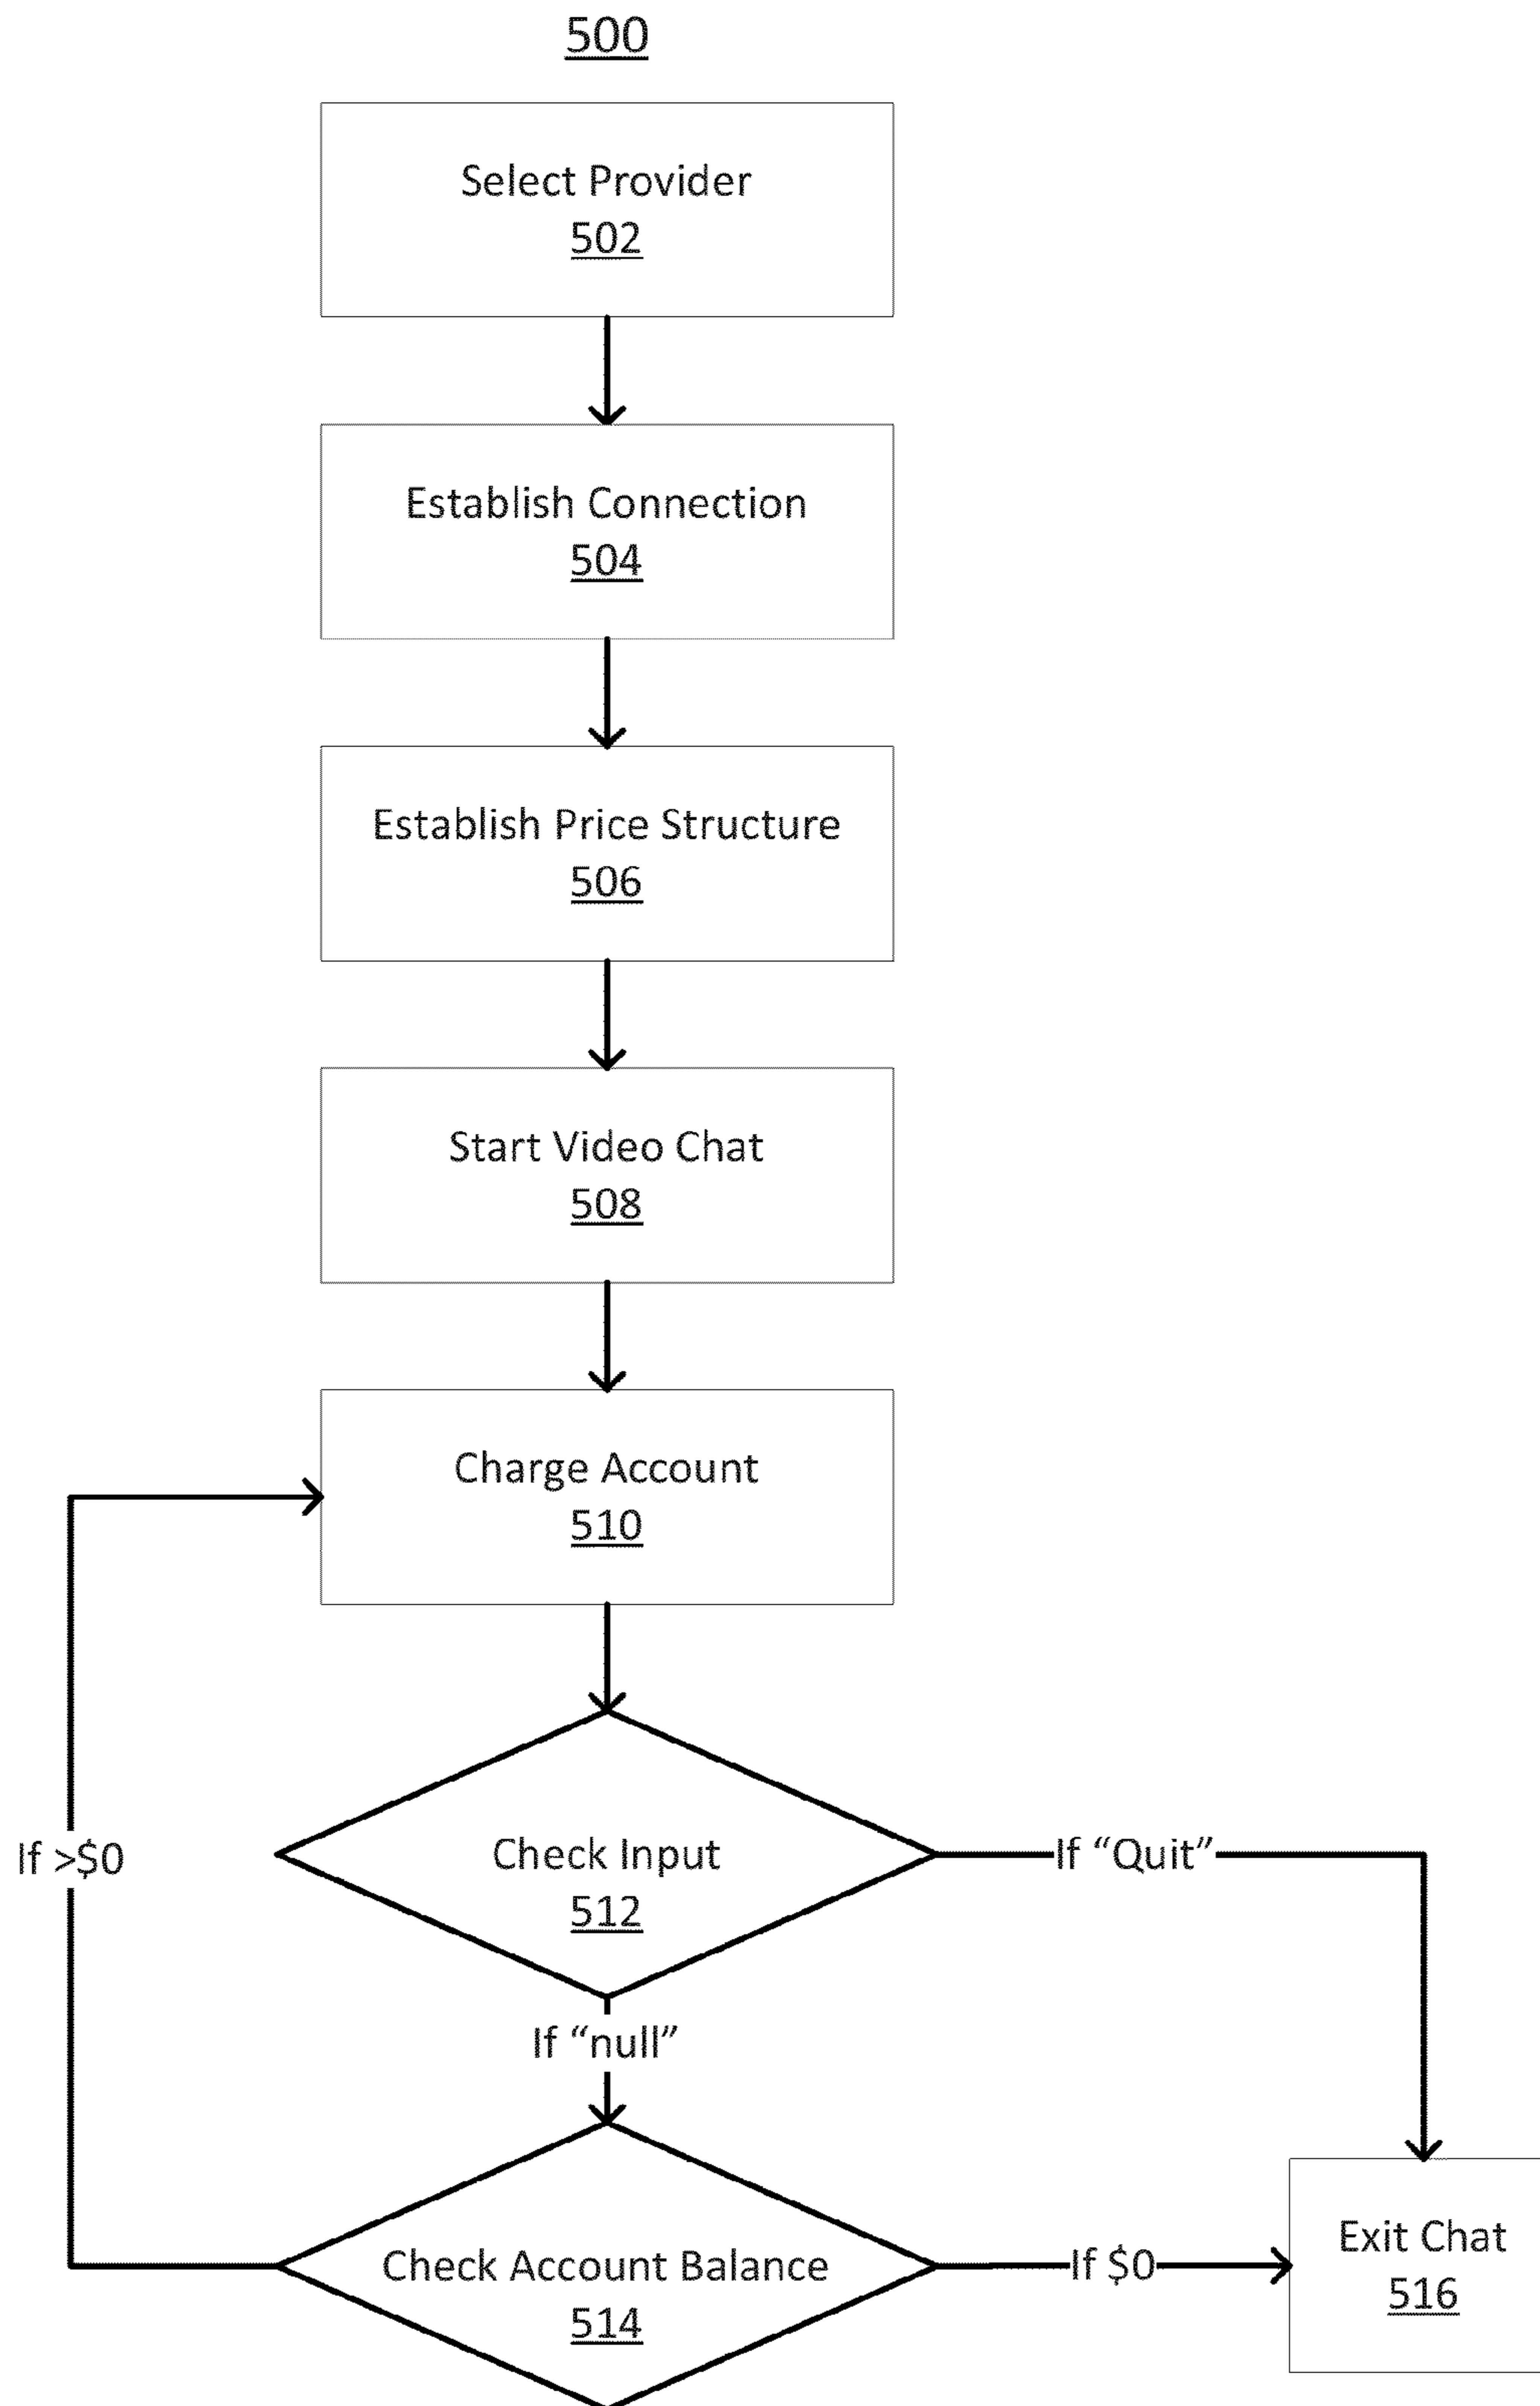 500
Select Provider
502
Establish Connection
504
Establish Price Structure
506
Start Video Chat
508
Charge Account
510
If >$0
Check Input
512
If “Quit”
If “null”
Check Account Balance
514
If $0
Exit Chat
516